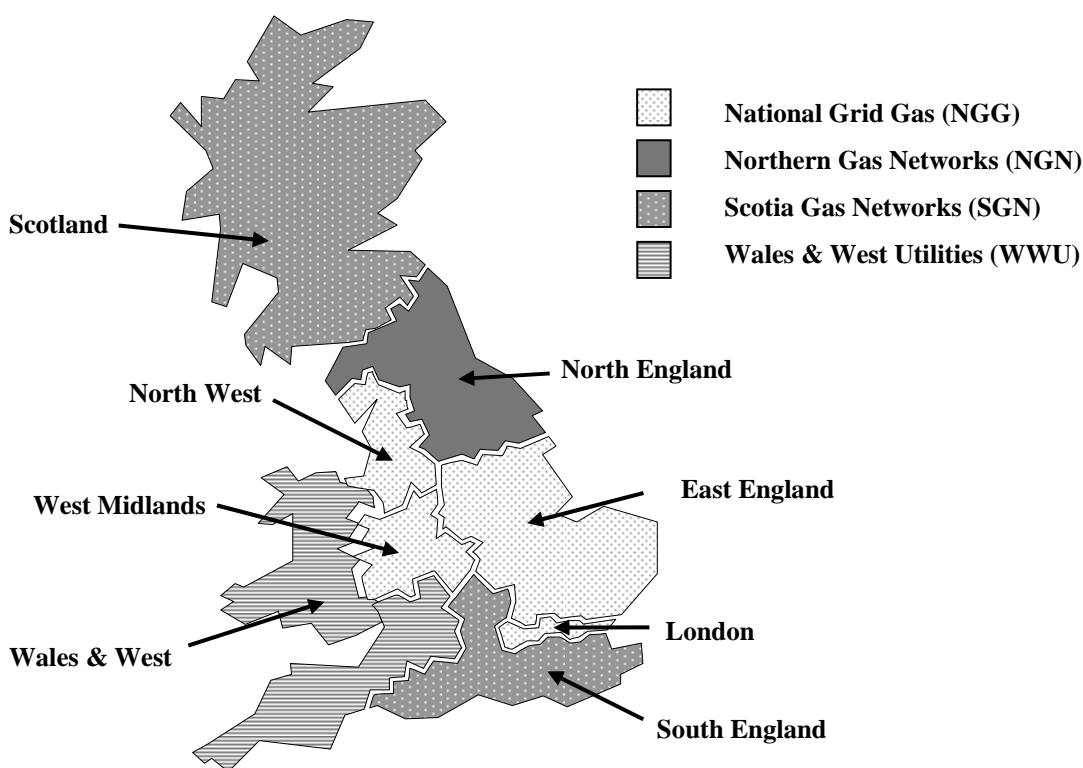 National Grid Gas (NGG)
Northern Gas Networks (NGN)
Scotia Gas Networks (SGN)
Wales & West Utilities (WWU)
Scotland
North England
North West
East England
West Midlands
London
Wales & West
South England